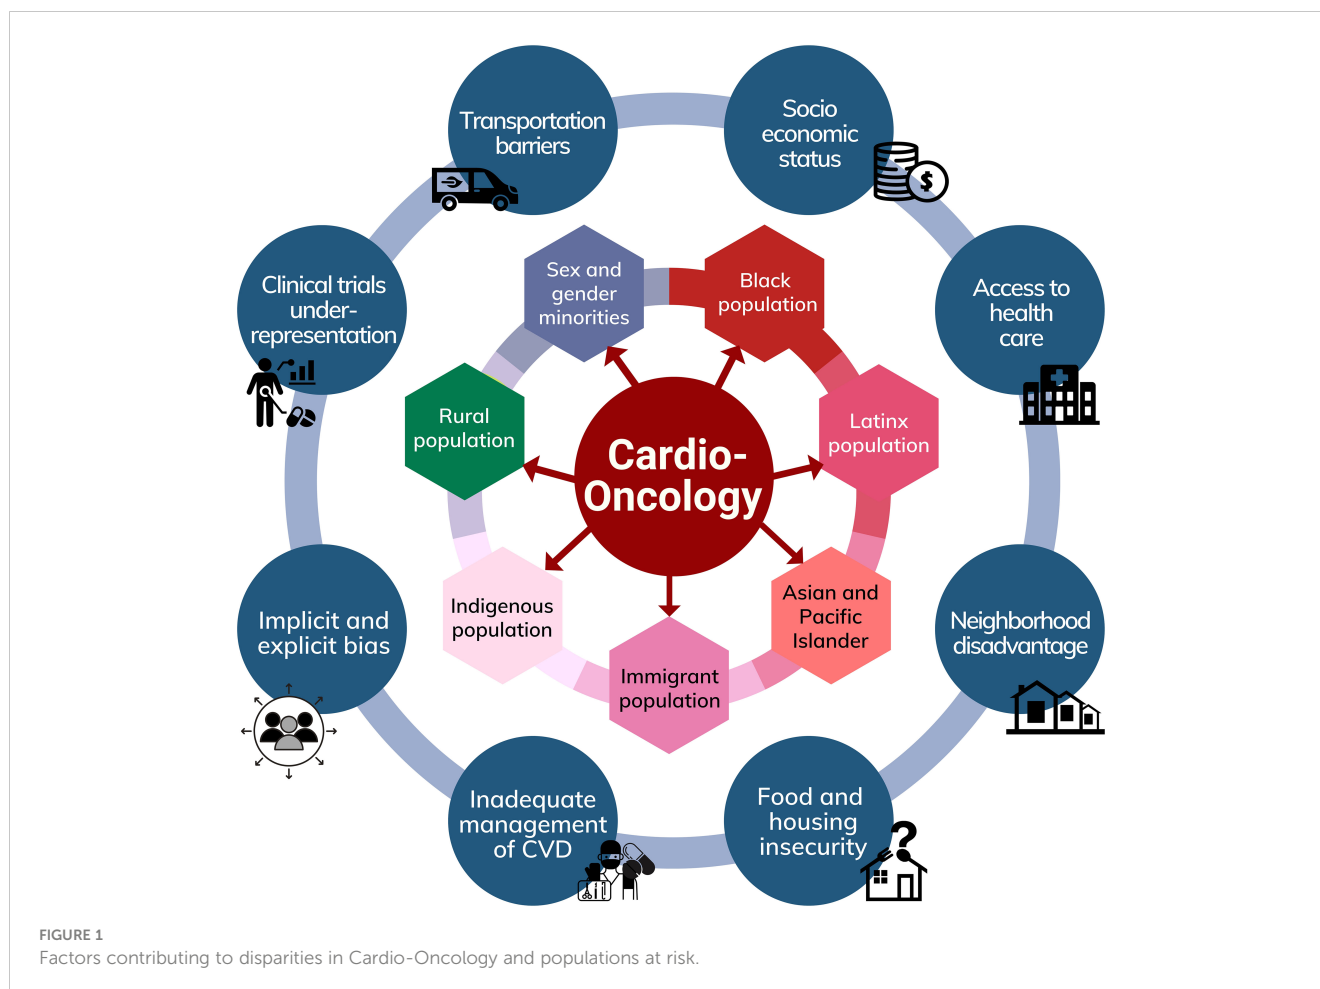 Transportation
barriers
Socio
economic
status
Clinical trials
under-
representation
Access to
health
care
Sex and
gender
minorities
Black
population
Rural
population
Latinx
population
Cardio-
Oncology
Indigenous
population
Asian and
Pacific
Islander
Immigrant
population
Implicit and
explicit bias
Neighborhood
disadvantage
Inadequate
management
of CVD
Food and
housing
insecurity
$
?
FIGURE 1
Factors contributing to disparities in Cardio-Oncology and populations at risk.